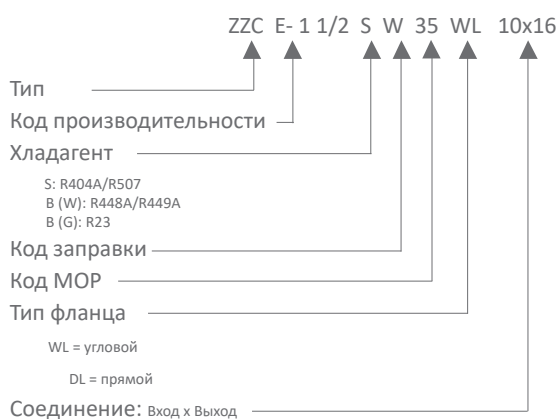 ZZC E- 1 1/2 S W 35 WL 10x16
Тип
Код производительности
Хладагент
S: R404A/R507
B (W): R448A/R449A
B (G): R23
Код заправки
Код МОР
Тип фланца
WL = угловой
DL = прямой
Соединение: Вход x Выход